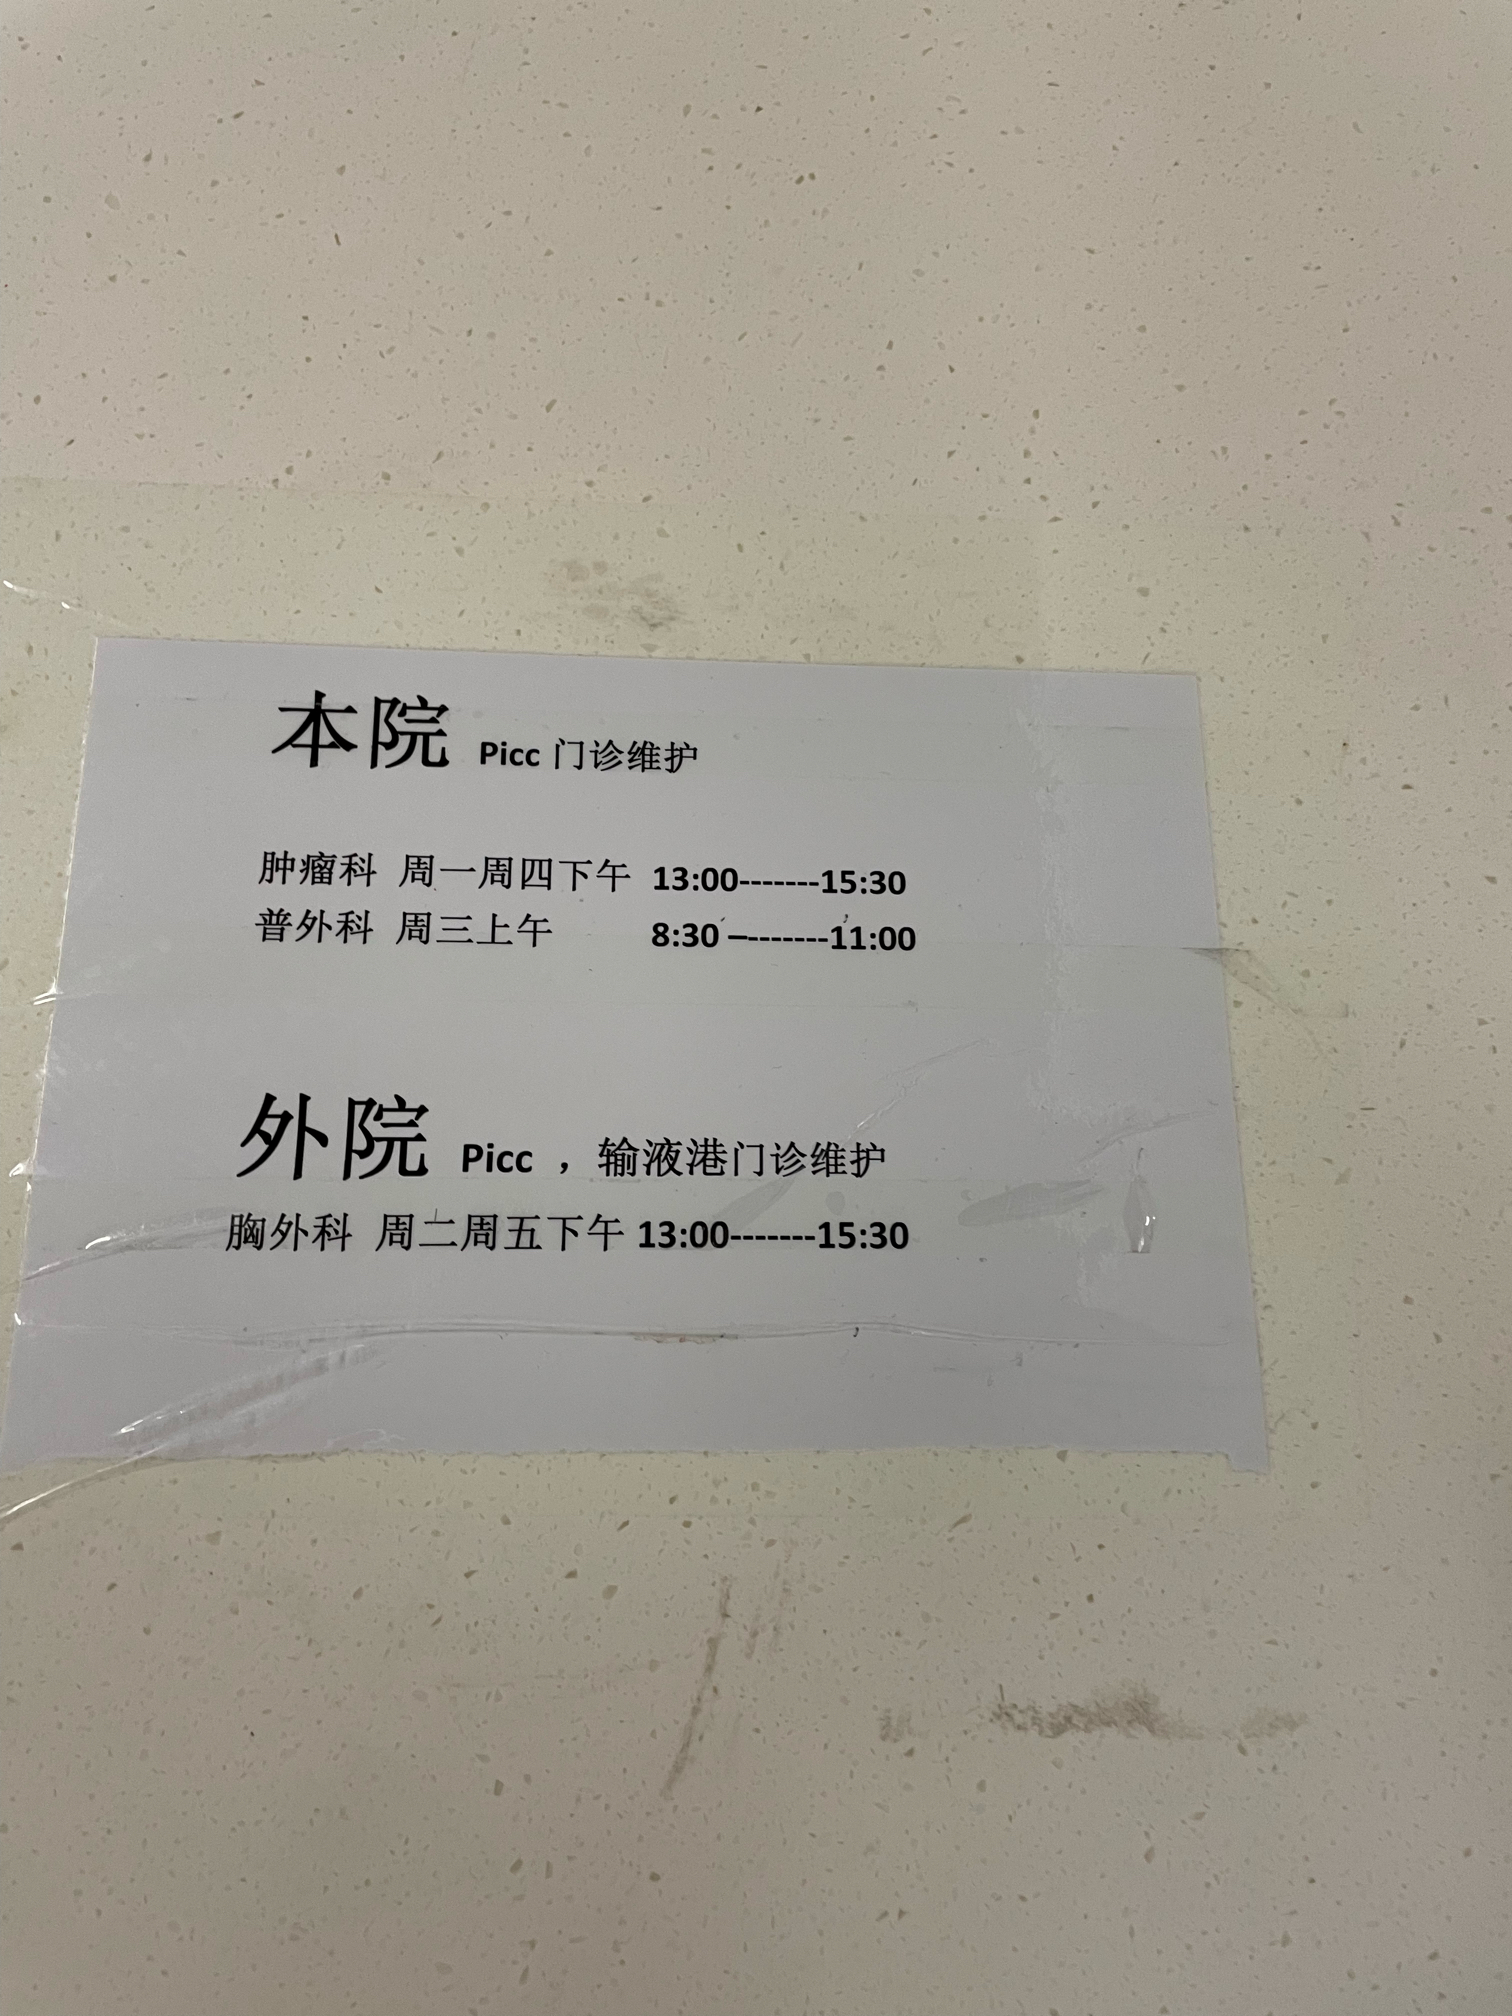 本院 Picc 门诊维护
肿瘤科 周一周四下午 13:00-------15:30
普外科 周三上午 8:30 –-------11:00
外院 Picc ，输液港门诊维护
胸外科 周二周五下午 13:00-------15:30